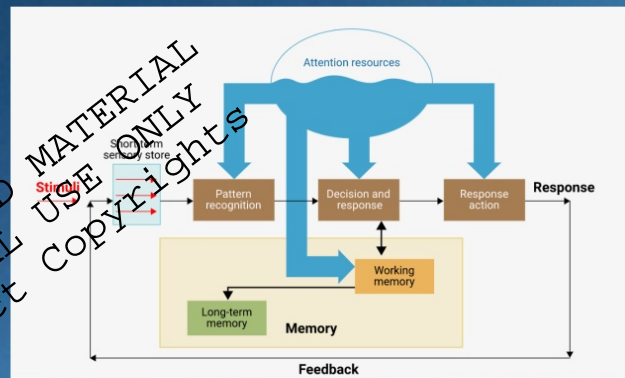 Attention resources
D MATERIAL
L USE ONLY
t Copyrights
Short-term
sensory store
Stimuli
Pattern
recognition
Decision and
response
Response
action
Response
Working
memory
Long-term
memory
Memory
Feedback